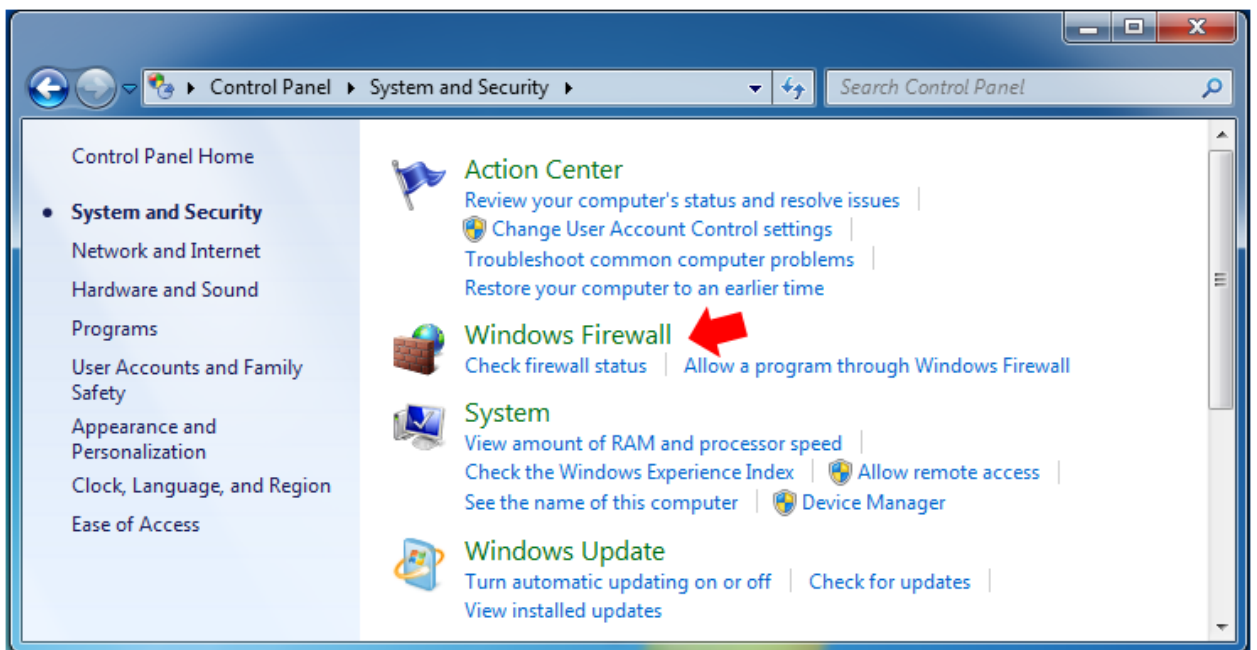 Control Panel ▸ System and Security ▸
Search Control Panel
Control Panel Home
System and Security
Network and Internet
Hardware and Sound
Programs
User Accounts and Family
Safety
Appearance and
Personalization
Clock, Language, and Region
Ease of Access
Action Center
Review your computer's status and resolve issues
Change User Account Control settings
Troubleshoot common computer problems
Restore your computer to an earlier time
Windows Firewall
Check firewall status | Allow a program through Windows Firewall
System
View amount of RAM and processor speed
Check the Windows Experience Index | Allow remote access
See the name of this computer | Device Manager
Windows Update
Turn automatic updating on or off | Check for updates
View installed updates